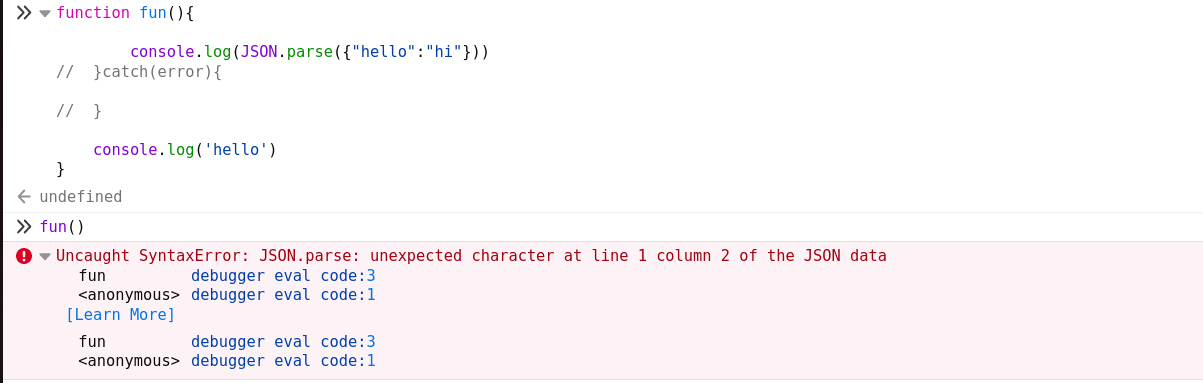 function fun(){
console.log(JSON.parse({"hello":"hi"}))
//  }catch(error){
//  }
console.log('hello')
}
undefined
fun()
Uncaught SyntaxError: JSON.parse: unexpected character at line 1 column 2 of the JSON data
fun debugger eval code:3
<anonymous> debugger eval code:1
[Learn More]
fun debugger eval code:3
<anonymous> debugger eval code:1